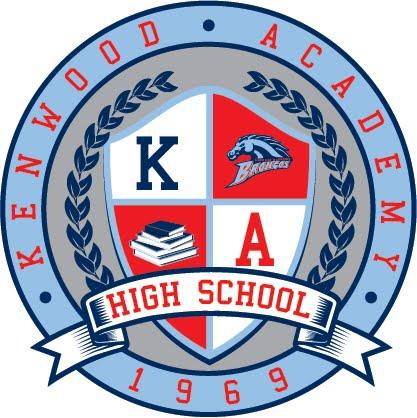 KENWOOD • ACADEMY
K
BRONCOS
A
HIGH SCHOOL
1969